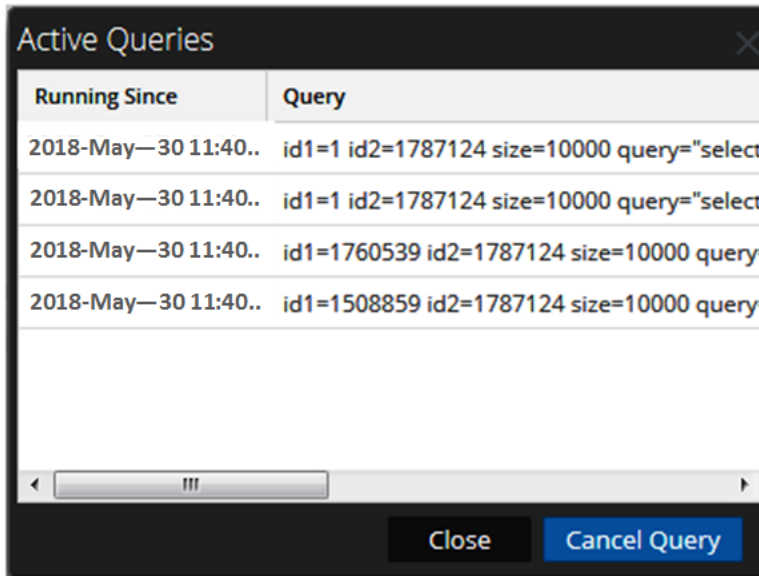 Active Queries
Running Since Query
2018-May—30 11:40.. id1=1 id2=1787124 size=10000 query="select
2018-May—30 11:40.. id1=1 id2=1787124 size=10000 query="select
2018-May—30 11:40.. id1=1760539 id2=1787124 size=10000 query=
2018-May—30 11:40.. id1=1508859 id2=1787124 size=10000 query=
Close Cancel Query